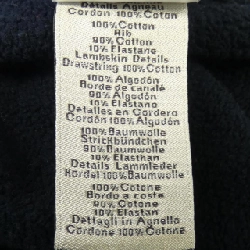 Détails Agneau
Cordon 100% Coton
100% Cotton
Rib
90% Cotton
10% Elastane
Lambskin Details
Drawstring 100% Cotton
100% Algodón
Borde de canalé
90% Algodón
10% Elastano
Detalles en Cordero
Cordón 100% Algodón
100% Baumwolle
Strickbündchen
90% Baumwolle
10% Elasthan
Details Lammleder
Kordel 100% Baumwolle
100% Cotone
Bordo a coste
90% Cotone
10% Elastan
Dettagli in Agnello
Cordone 100% Cotone